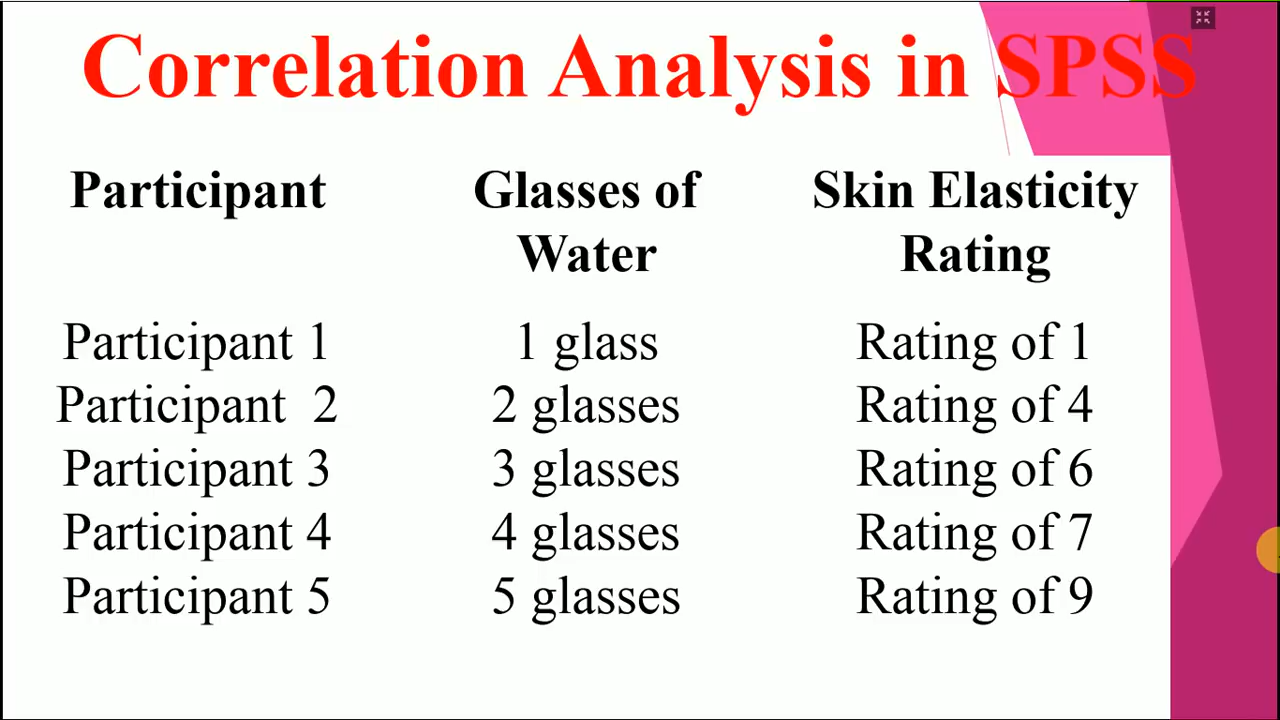 Correlation Analysis in SPSS
Participant Glasses of Skin Elasticity
Water Rating
Participant 1 1 glass Rating of 1
Participant 2 2 glasses Rating of 4
Participant 3 3 glasses Rating of 6
Participant 4 4 glasses Rating of 7
Participant 5 5 glasses Rating of 9